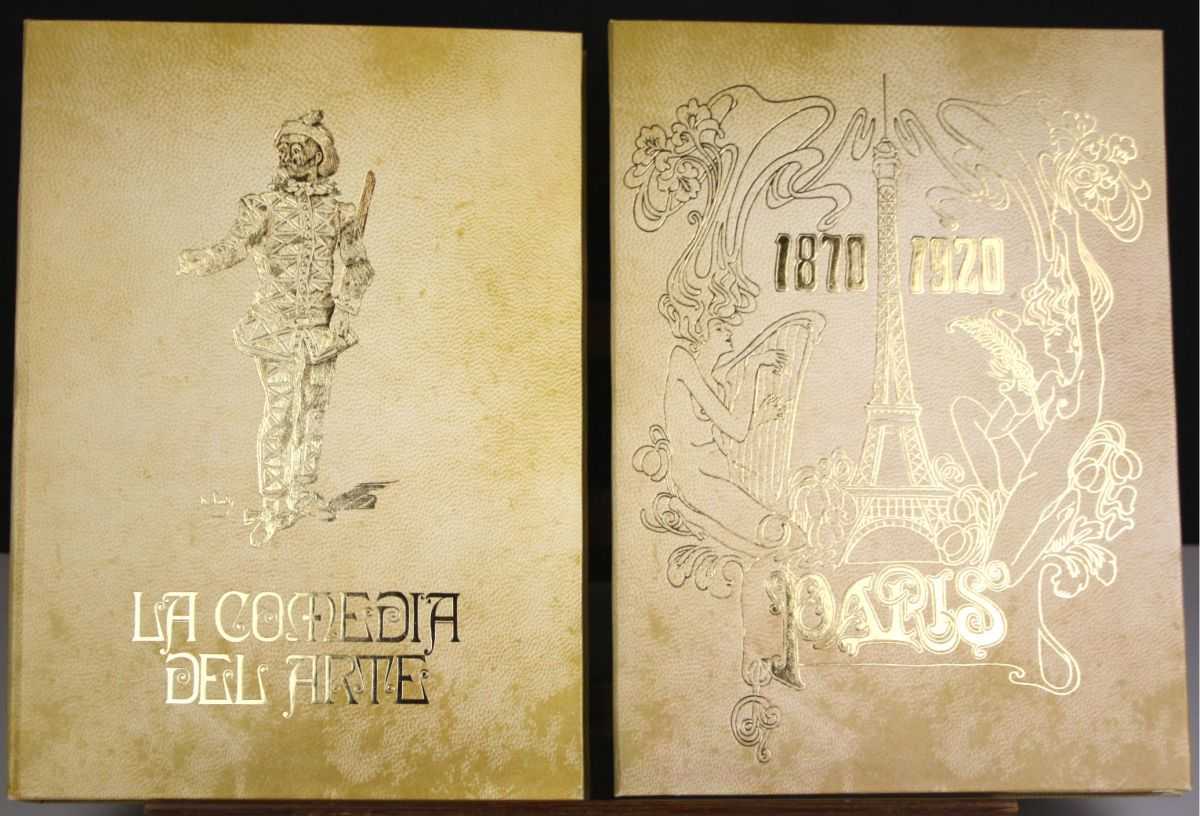 LA COMEDIA
DEL ARTE
1870 1920
PARIS